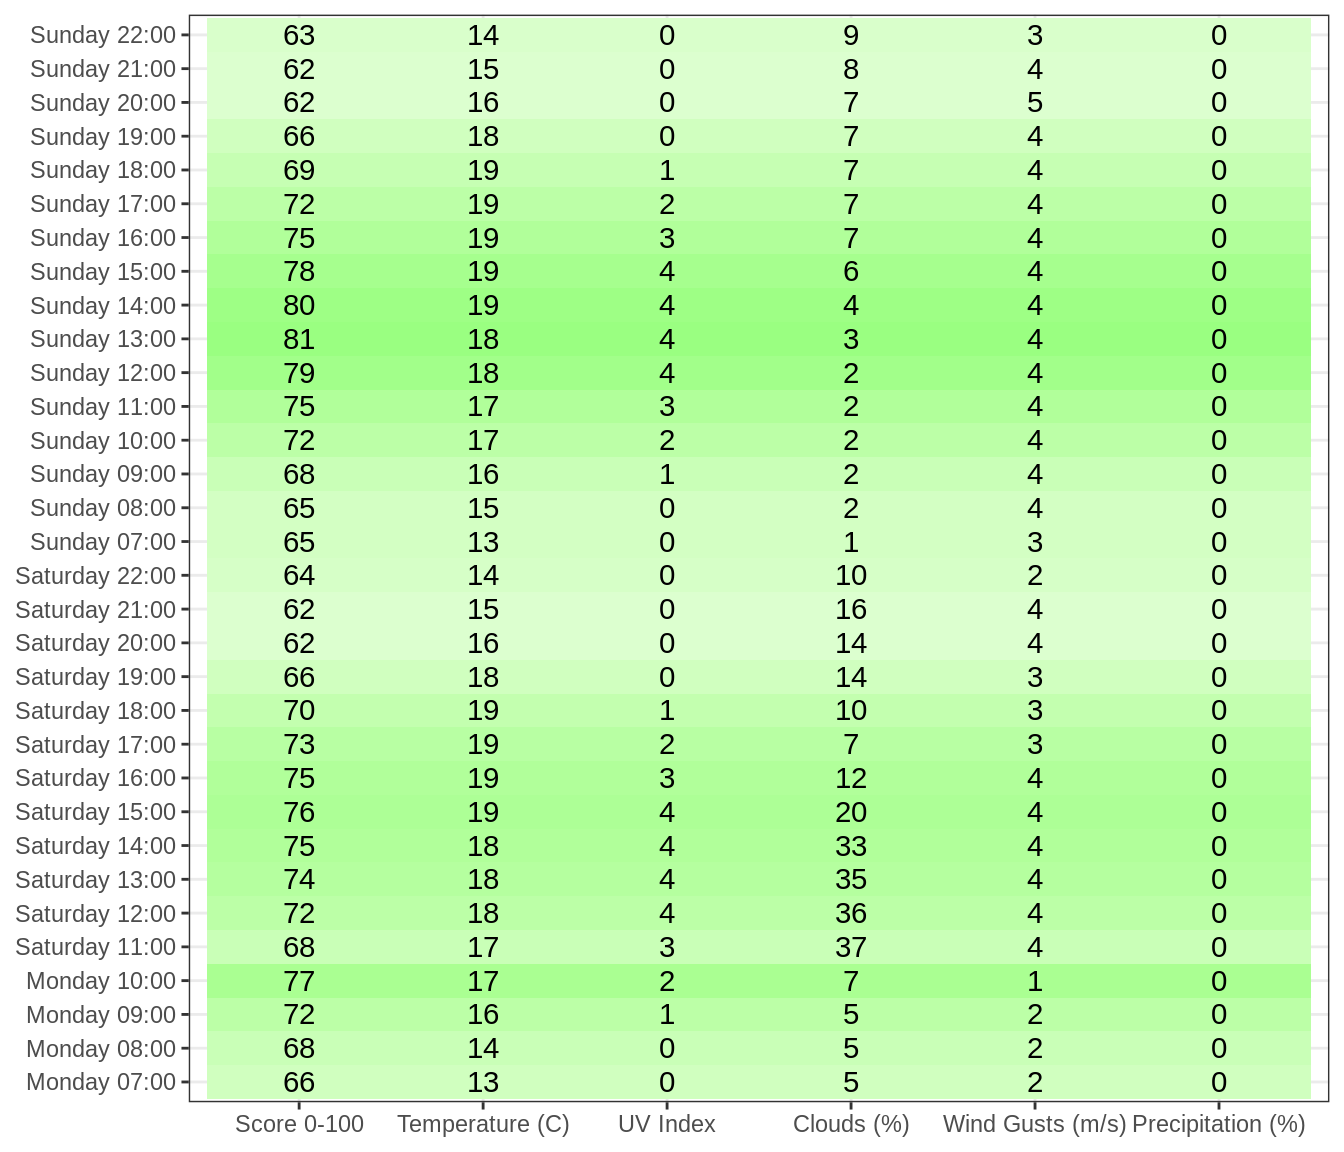 Sunday 22:00 63 14 0 9 3 0
Sunday 21:00 62 15 0 8 4 0
Sunday 20:00 62 16 0 7 5 0
Sunday 19:00 66 18 0 7 4 0
Sunday 18:00 69 19 1 7 4 0
Sunday 17:00 72 19 2 7 4 0
Sunday 16:00 75 19 3 7 4 0
Sunday 15:00 78 19 4 6 4 0
Sunday 14:00 80 19 4 4 4 0
Sunday 13:00 81 18 4 3 4 0
Sunday 12:00 79 18 4 2 4 0
Sunday 11:00 75 17 3 2 4 0
Sunday 10:00 72 17 2 2 4 0
Sunday 09:00 68 16 1 2 4 0
Sunday 08:00 65 15 0 2 4 0
Sunday 07:00 65 13 0 1 3 0
Saturday 22:00 64 14 0 10 2 0
Saturday 21:00 62 15 0 16 4 0
Saturday 20:00 62 16 0 14 4 0
Saturday 19:00 66 18 0 14 3 0
Saturday 18:00 70 19 1 10 3 0
Saturday 17:00 73 19 2 7 3 0
Saturday 16:00 75 19 3 12 4 0
Saturday 15:00 76 19 4 20 4 0
Saturday 14:00 75 18 4 33 4 0
Saturday 13:00 74 18 4 35 4 0
Saturday 12:00 72 18 4 36 4 0
Saturday 11:00 68 17 3 37 4 0
Monday 10:00 77 17 2 7 1 0
Monday 09:00 72 16 1 5 2 0
Monday 08:00 68 14 0 5 2 0
Monday 07:00 66 13 0 5 2 0
Score 0-100 Temperature (C) UV Index Clouds (%) Wind Gusts (m/s) Precipitation (%)